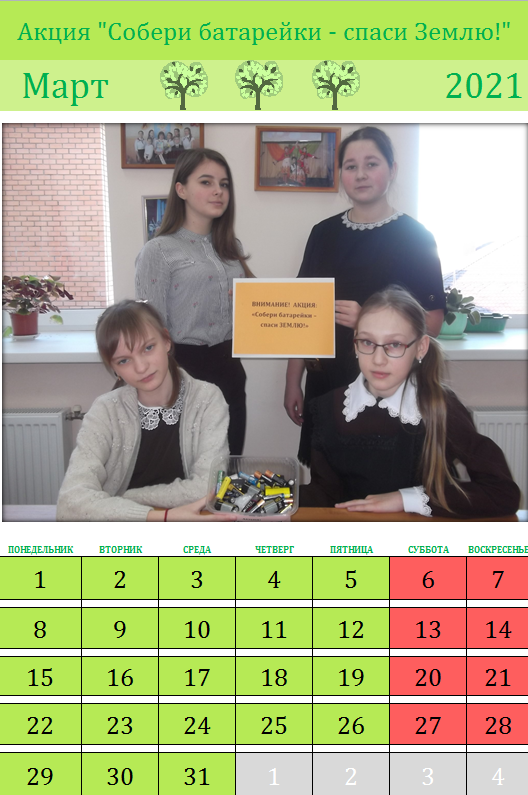 Акция "Собери батарейки - спаси Землю!"
Март 2021
ВНИМАНИЕ! АКЦИЯ:
«Собери батарейки –
спаси ЗЕМЛЮ!»
ПОНЕДЕЛЬНИК ВТОРНИК СРЕДА ЧЕТВЕРГ ПЯТНИЦА СУББОТА ВОСКРЕСЕНЬЕ
1 2 3 4 5 6 7
8 9 10 11 12 13 14
15 16 17 18 19 20 21
22 23 24 25 26 27 28
29 30 31 1 2 3 4